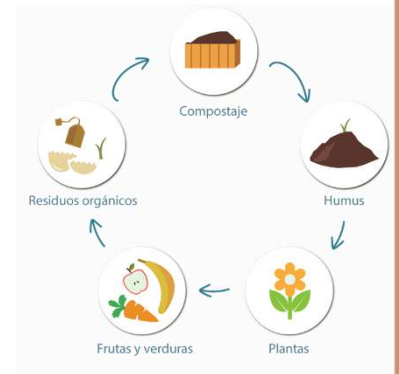 Compostaje
Humus
Plantas
Frutas y verduras
Residuos orgánicos